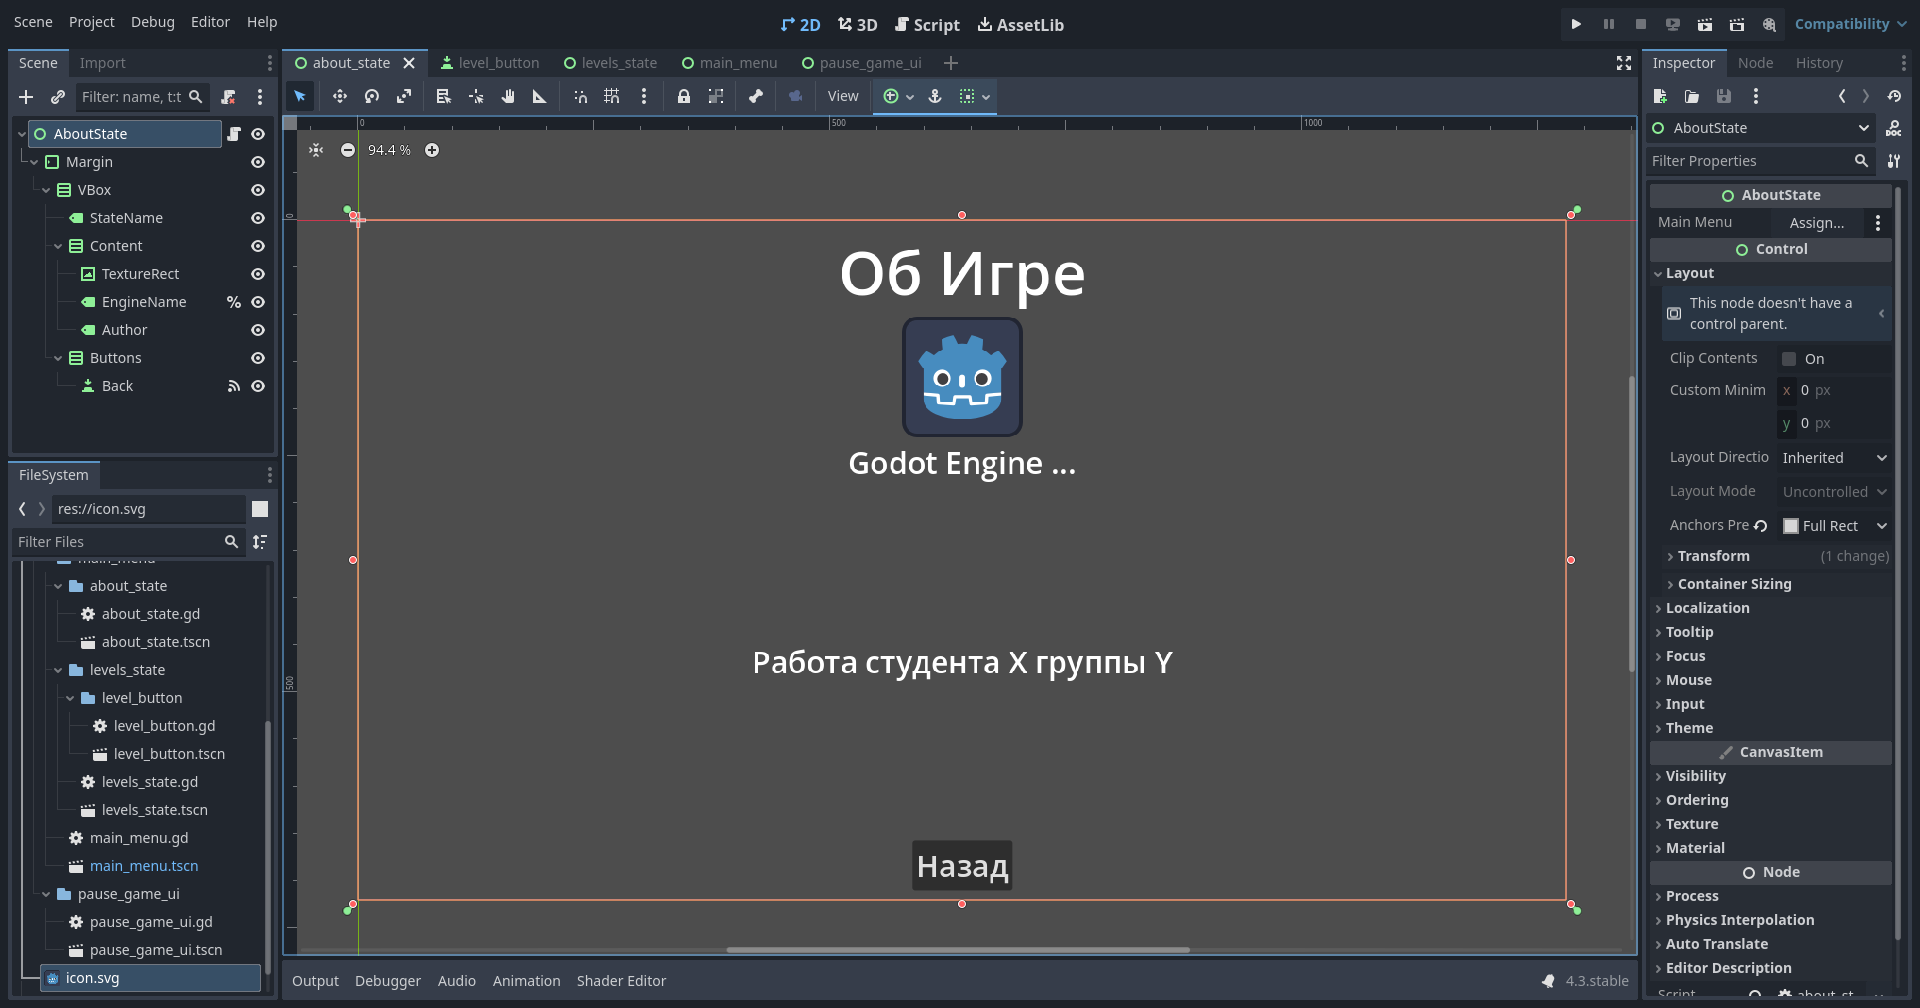 Scene Project Debug Editor Help
2D 3D Script AssetLib
Compatibility
Scene Import
Filter: name, t:t
AboutState
Margin
VBox
StateName
Content
TextureRect
EngineName
Author
Buttons
Back
FileSystem
res://icon.svg
Filter Files
main_menu
about_state
about_state.gd
about_state.tscn
levels_state
level_button
level_button.gd
level_button.tscn
levels_state.gd
levels_state.tscn
main_menu.gd
main_menu.tscn
pause_game_ui
pause_game_ui.gd
pause_game_ui.tscn
icon.svg
about_state level_button levels_state main_menu pause_game_ui
View
0 500 1000
94.4 %
0
500
Об Игре
Godot Engine ...
Работа студента X группы Y
Назад
Output Debugger Audio Animation Shader Editor
4.3.stable
Inspector Node History
AboutState
DOC
Filter Properties
AboutState
Main Menu Assign...
Control
Layout
This node doesn't have a
control parent.
Clip Contents On
Custom Minim x 0 px
y 0 px
Layout Directio Inherited
Layout Mode Uncontrolled
Anchors Pre Full Rect
Transform (1 change)
Container Sizing
Localization
Tooltip
Focus
Mouse
Input
Theme
CanvasItem
Visibility
Ordering
Texture
Material
Node
Process
Physics Interpolation
Auto Translate
Editor Description
Script about_st